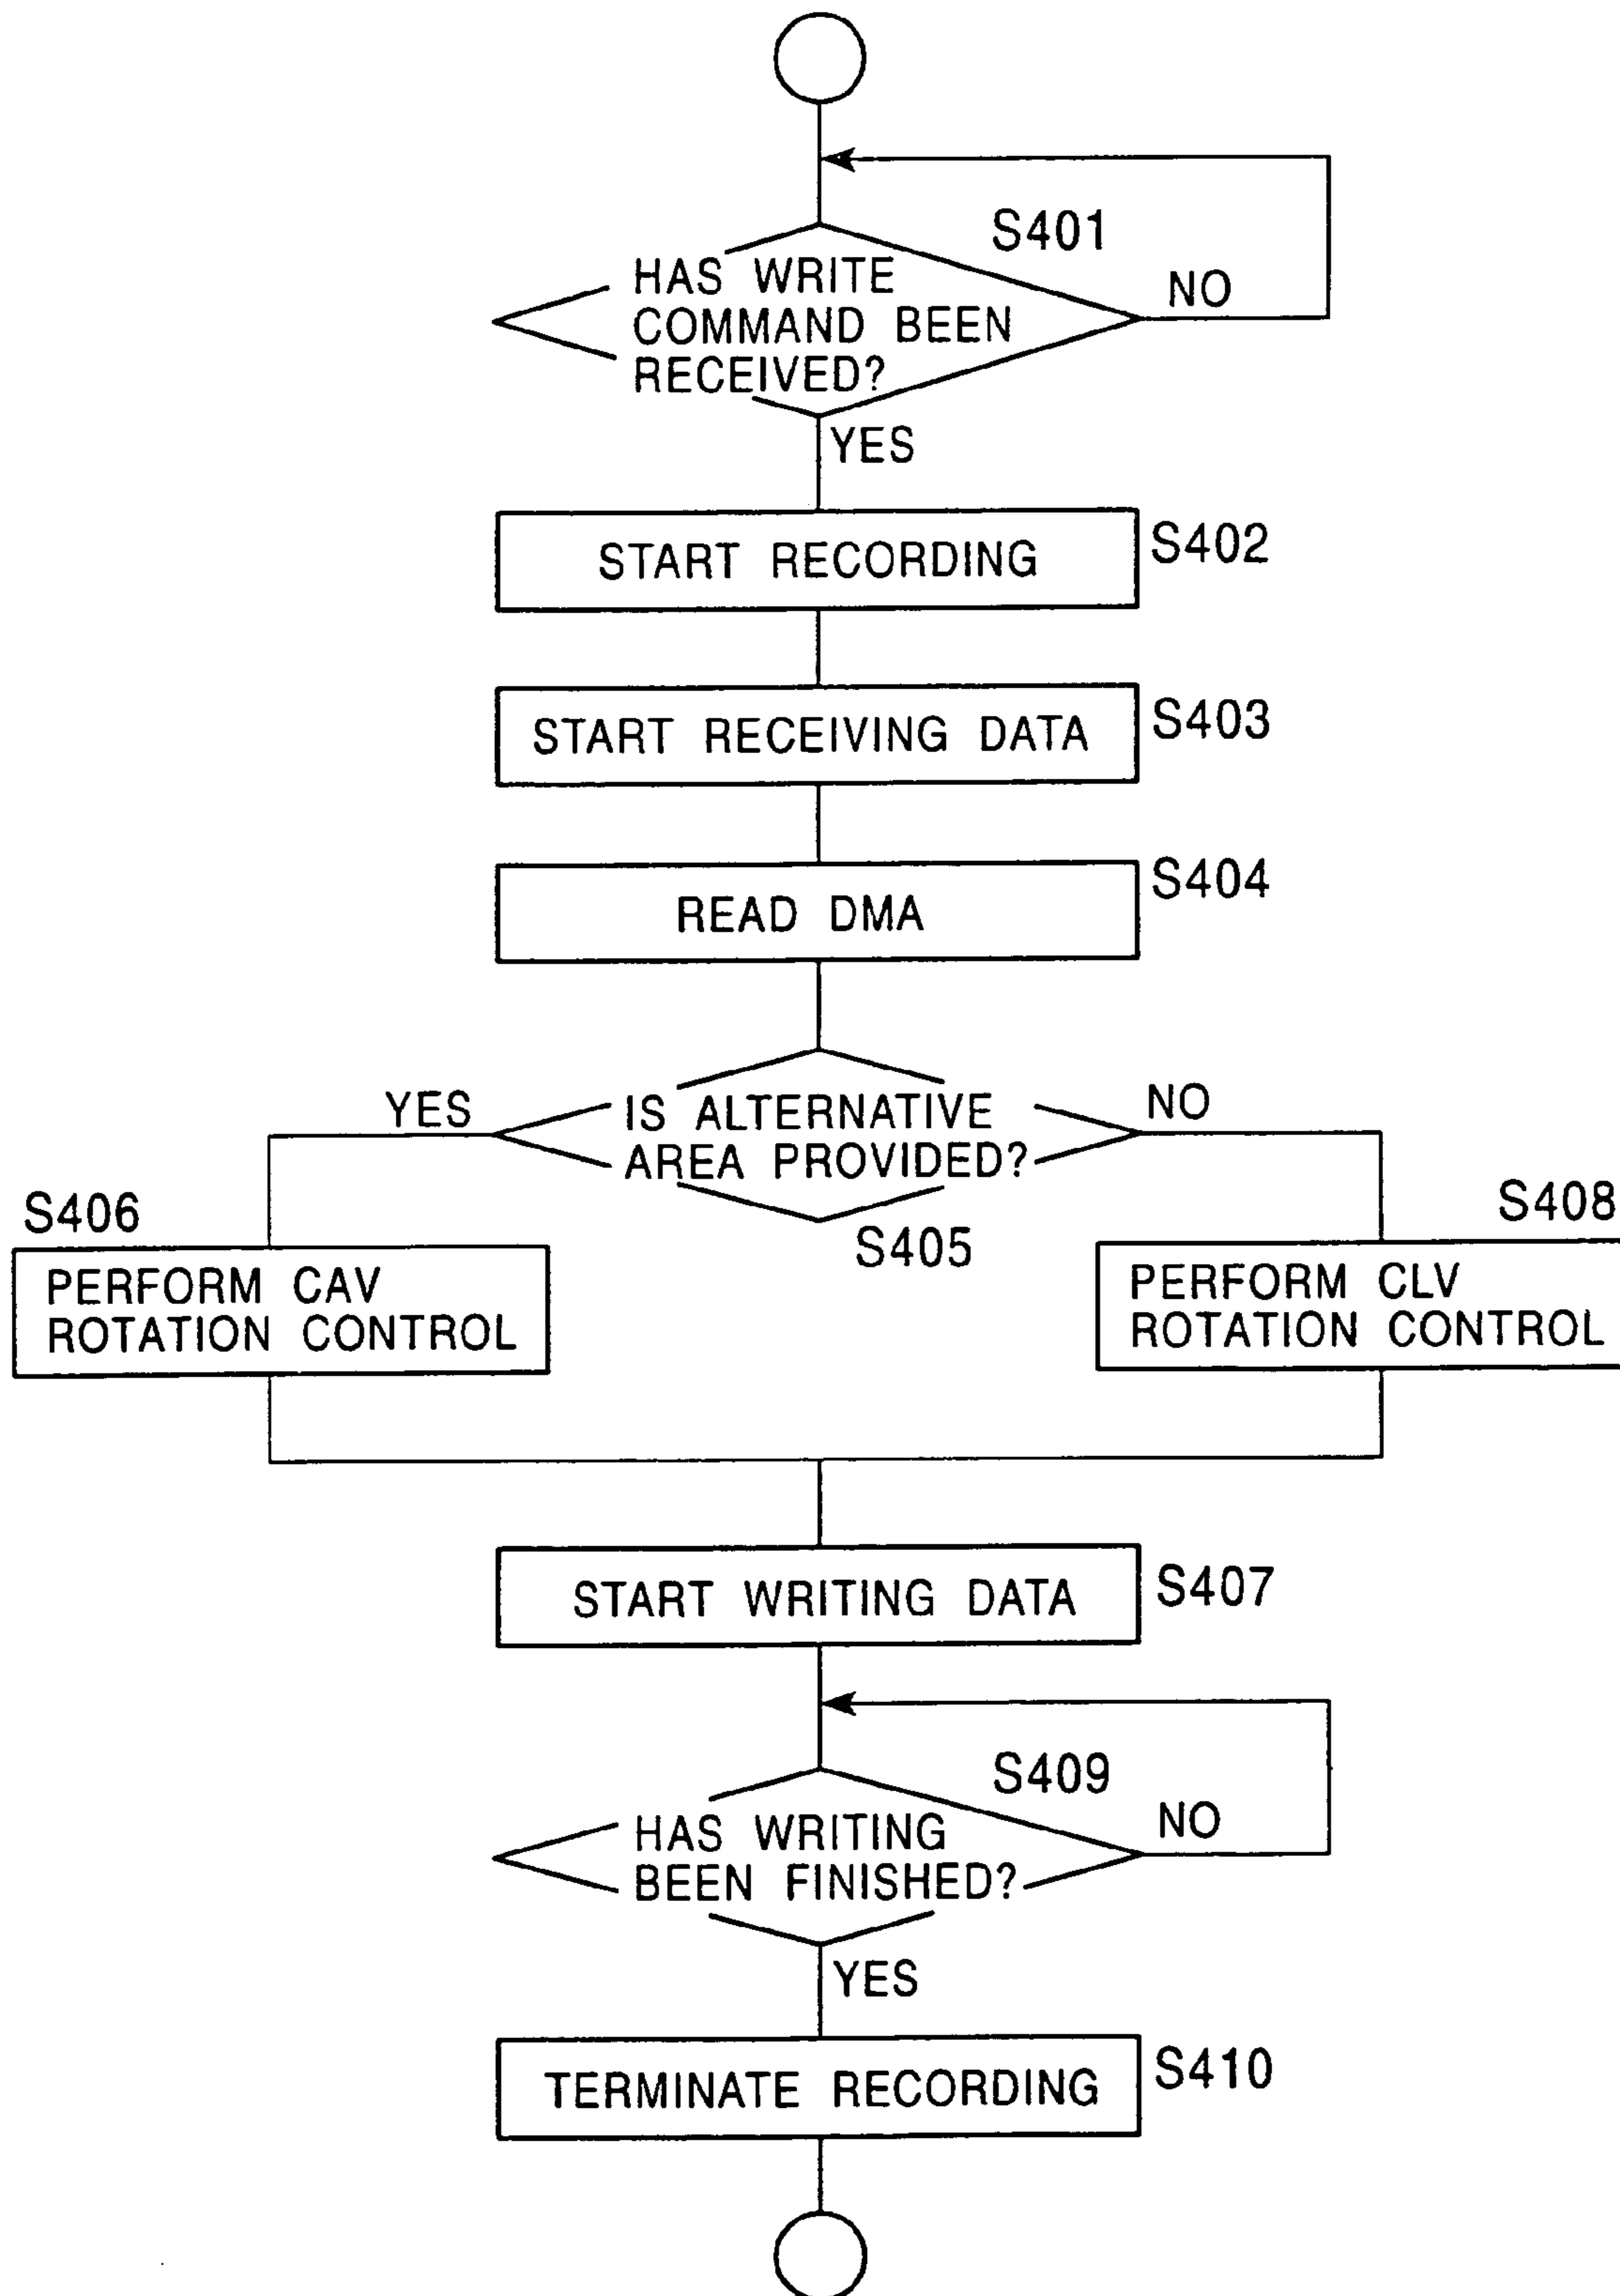 S401
HAS WRITE
COMMAND BEEN
RECEIVED?
NO
YES
START RECORDING
S402
START RECEIVING DATA
S403
READ DMA
S404
YES
IS ALTERNATIVE
AREA PROVIDED?
NO
S405
S406
PERFORM CAV
ROTATION CONTROL
S408
PERFORM CLV
ROTATION CONTROL
START WRITING DATA
S407
S409
HAS WRITING
BEEN FINISHED?
NO
YES
TERMINATE RECORDING
S410